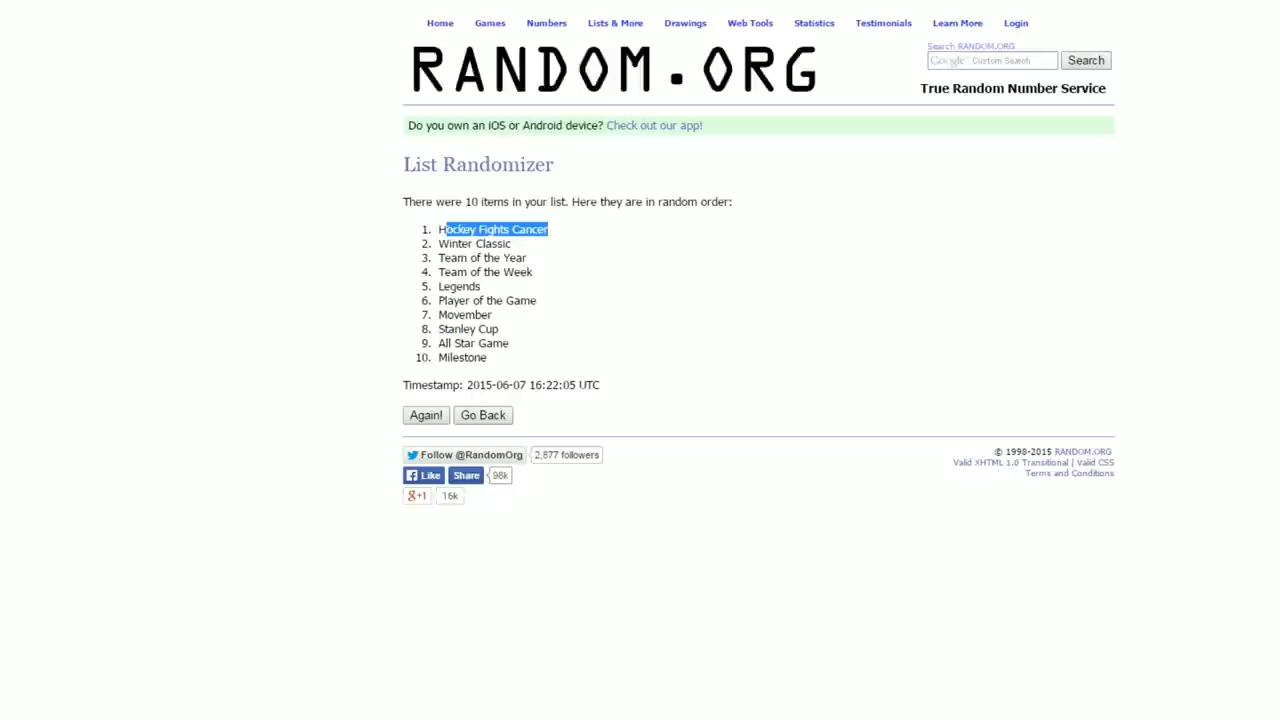 Home Games Numbers Lists & More Drawings Web Tools Statistics Testimonials Learn More Login
RANDOM.ORG
Search RANDOM.ORG
Google Custom Search Search
True Random Number Service
Do you own an iOS or Android device? Check out our app!
List Randomizer
There were 10 items in your list. Here they are in random order:
1. Hockey Fights Cancer
2. Winter Classic
3. Team of the Year
4. Team of the Week
5. Legends
6. Player of the Game
7. Movember
8. Stanley Cup
9. All Star Game
10. Milestone
Timestamp: 2015-06-07 16:22:05 UTC
Again! Go Back
Follow @RandomOrg 2,877 followers
Like Share 98k
g+1 16k
© 1998-2015 RANDOM.ORG
Valid XHTML 1.0 Transitional | Valid CSS
Terms and Conditions